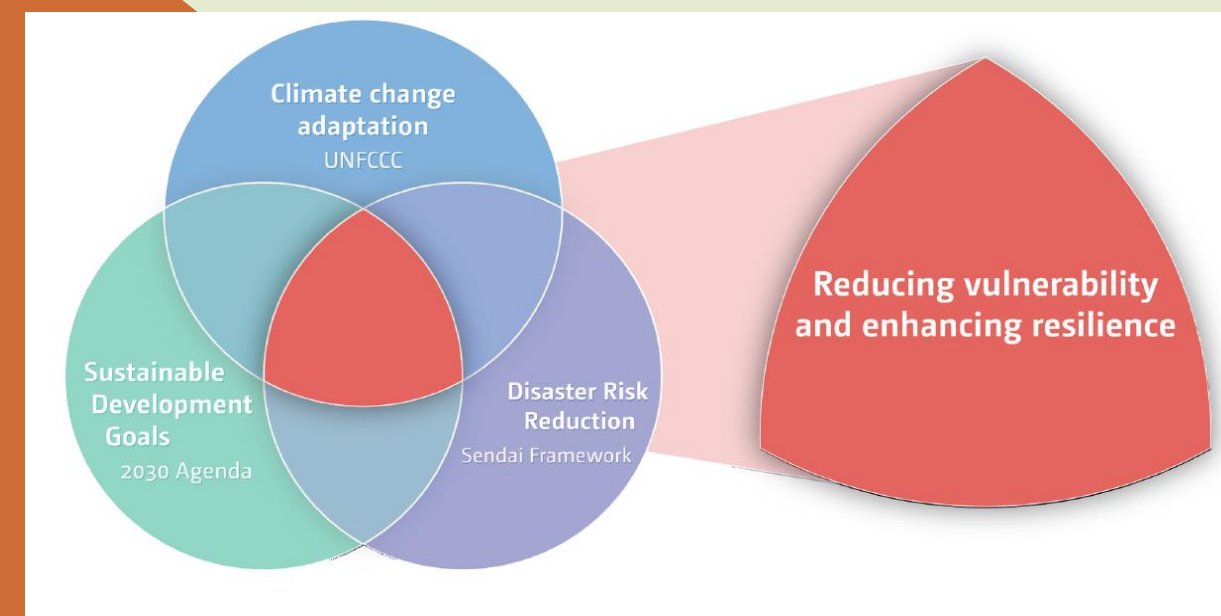 Climate change
adaptation
UNFCCC
Sustainable
Development
Goals
2030 Agenda
Disaster Risk
Reduction
Sendai Framework
Reducing vulnerability
and enhancing resilience